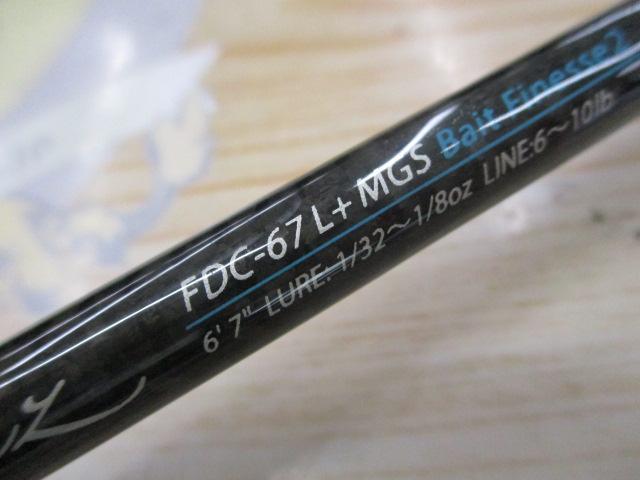 FDC-67 L+ MGS Bait Finesse2
6' 7" LURE: 1/32〜1/8oz LINE:6〜10lb